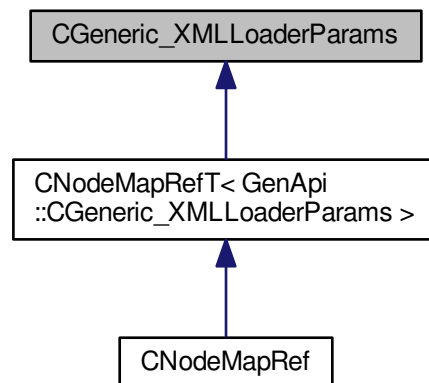 CGeneric_XMLLoaderParams
CNodeMapRefT< GenApi
::CGeneric_XMLLoaderParams >
CNodeMapRef